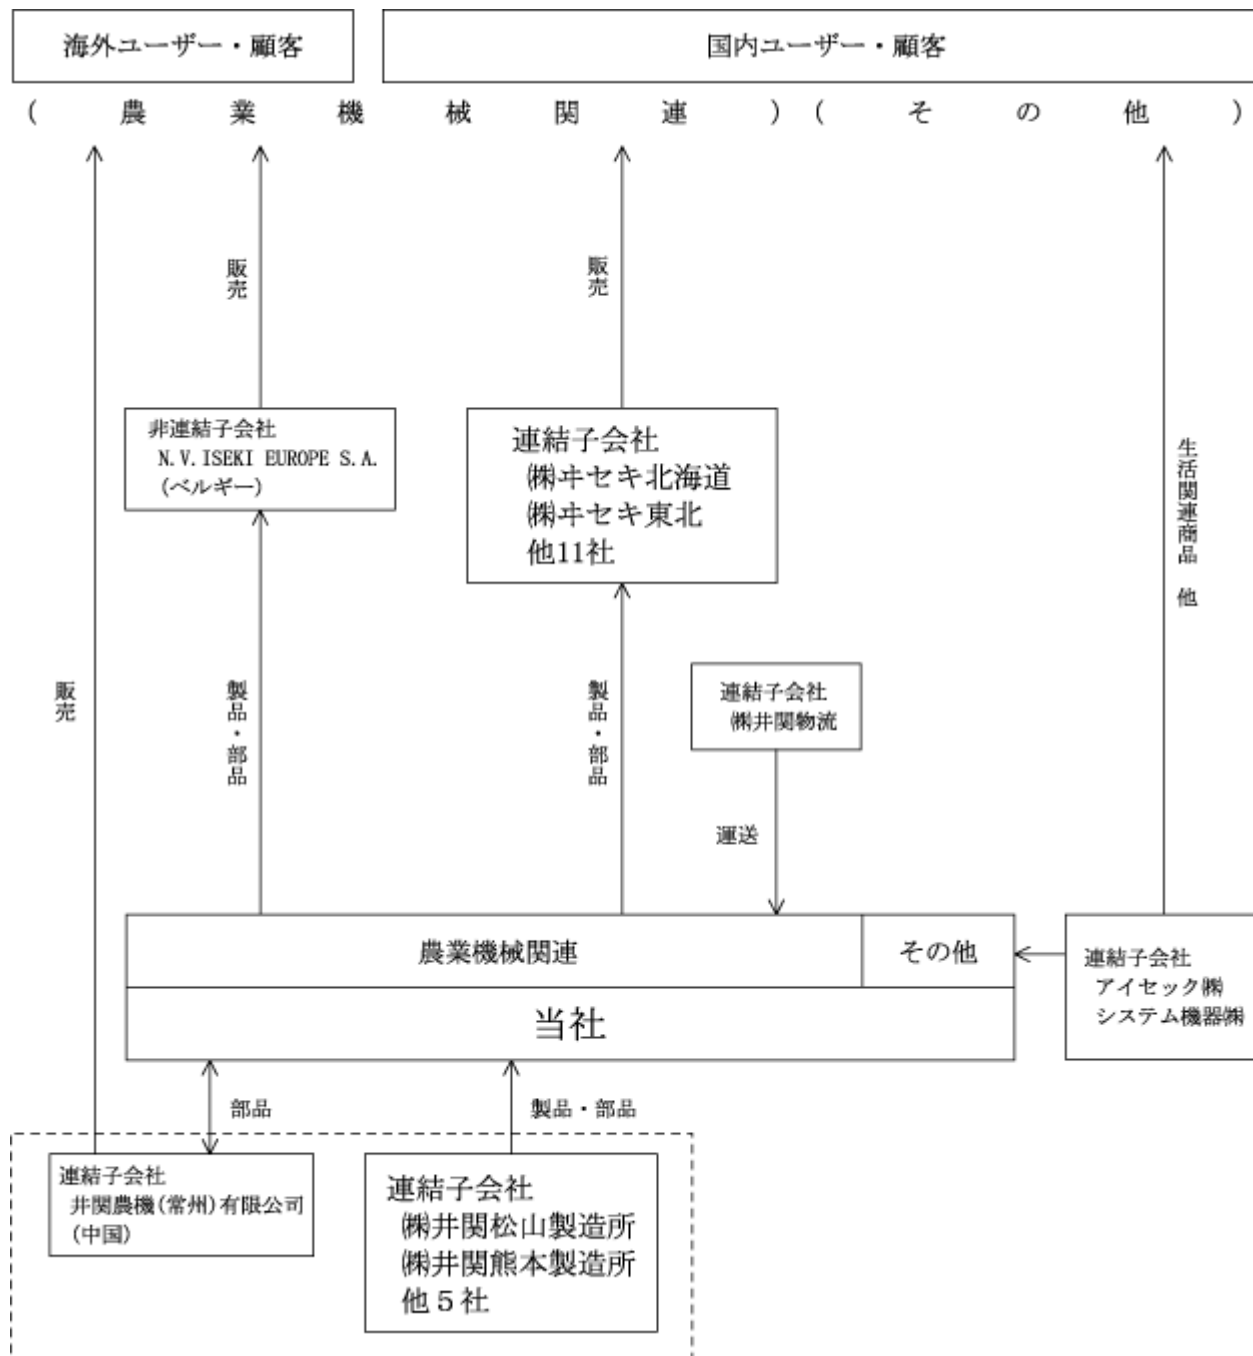 海外ユーザー・顧客
国内ユーザー・顧客
(農業機械関連)(その他)
販売
販売
非連結子会社
N.V.ISEKI EUROPE S.A.
(ベルギー)
連結子会社
㈱ヰセキ北海道
㈱ヰセキ東北
他11社
生活関連商品 他
販売
製品・部品
製品・部品
連結子会社
㈱井関物流
運送
農業機械関連
その他
当社
連結子会社
アイセック㈱
システム機器㈱
部品
製品・部品
連結子会社
井関農機(常州)有限公司
(中国)
連結子会社
㈱井関松山製造所
㈱井関熊本製造所
他５社